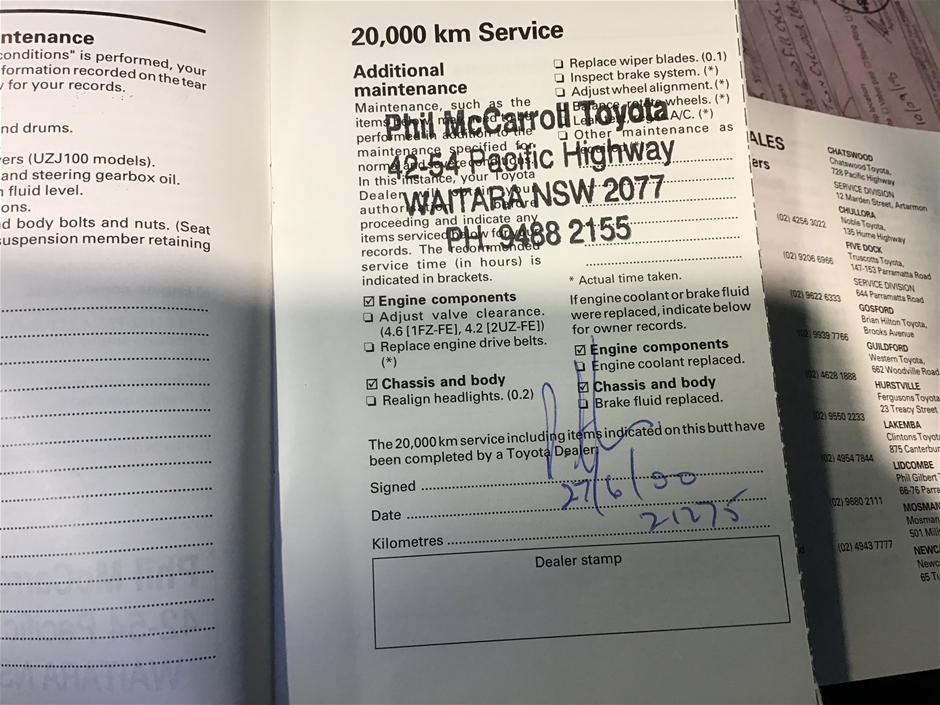 ntenance
conditions" is performed, your
formation recorded on the tear
for your records.
nd drums.
ers (UZJ100 models).
and steering gearbox oil.
fluid level.
ons.
d body bolts and nuts. (Seat
suspension member retaining
20,000 km Service
Additional
maintenance
Maintenance, such as the
items
performed in addition to the
maintenance specified for
In this instance, your Toyota
Dealer will obtain your
authorisation before
proceeding and indicate any
items serviced below for your
records. The recommended
service time (in hours) is
indicated in brackets.
Phil McCarroll Toyota
42-54 Pacific Highway
WAITARA NSW 2077
PH. 9488 2155
☑ Engine components
❑ Adjust valve clearance.
(4.6 [1FZ-FE], 4.2 [2UZ-FE])
❑ Replace engine drive belts.
(*)
☑ Chassis and body
❑ Realign headlights. (0.2)
❑ Replace wiper blades. (0.1)
❑ Inspect brake system. (*)
❑ Adjust wheel alignment. (*)
wheels. (*)
A/C. (*)
❑ Other maintenance as
* Actual time taken.
If engine coolant or brake fluid
were replaced, indicate below
for owner records.
☑ Engine components
❑ Engine coolant replaced.
☑ Chassis and body
❑ Brake fluid replaced.
The 20,000 km service including items indicated on this butt have
been completed by a Toyota Dealer.
Signed
Date 27/6/00
Kilometres 21275
Dealer stamp
ALES
ers
CHATSWOOD
Chatswood Toyota,
728 Pacific Highway
SERVICE DIVISION
12 Marden Street, Artarmon
CHULLORA
Noble Toyota,
135 Hume Highway
(02) 4256 3022
FIVE DOCK
Truscotts Toyota,
147-153 Parramatta Road
(02) 9206 6966
SERVICE DIVISION
644 Parramatta Road
(02) 9622 6333
GOSFORD
Brian Hilton Toyota,
Brooks Avenue
9939 7766
GUILDFORD
Western Toyota,
662 Woodville Road
(02) 4628 1888
HURSTVILLE
Fergusons Toyota
23 Treacy Street
(02) 9550 2233
LAKEMBA
Clintons Toyot
875 Canterbur
(02) 4954 7844
LIDCOMBE
Phil Gilbert
66-76 Parra
(02) 9680 2111
MOSMAN
Mosman
501 Mili
(02) 4943 7777
NEWC
Newc
65 Tu